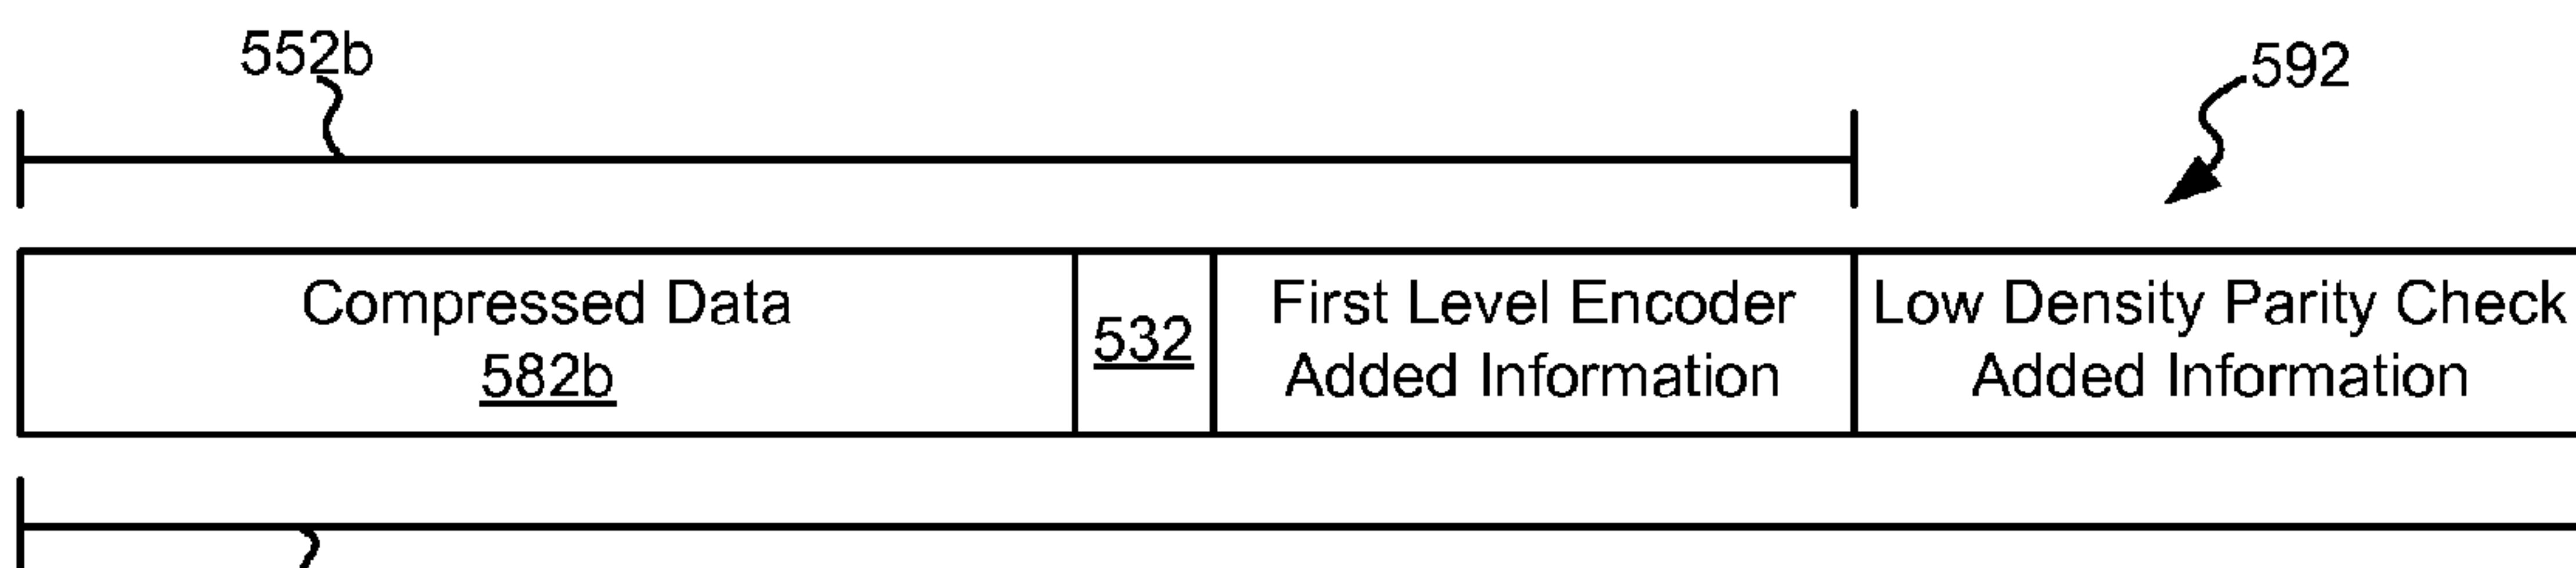 552b
592
Compressed Data
582b
532
First Level Encoder
Added Information
Low Density Parity Check
Added Information